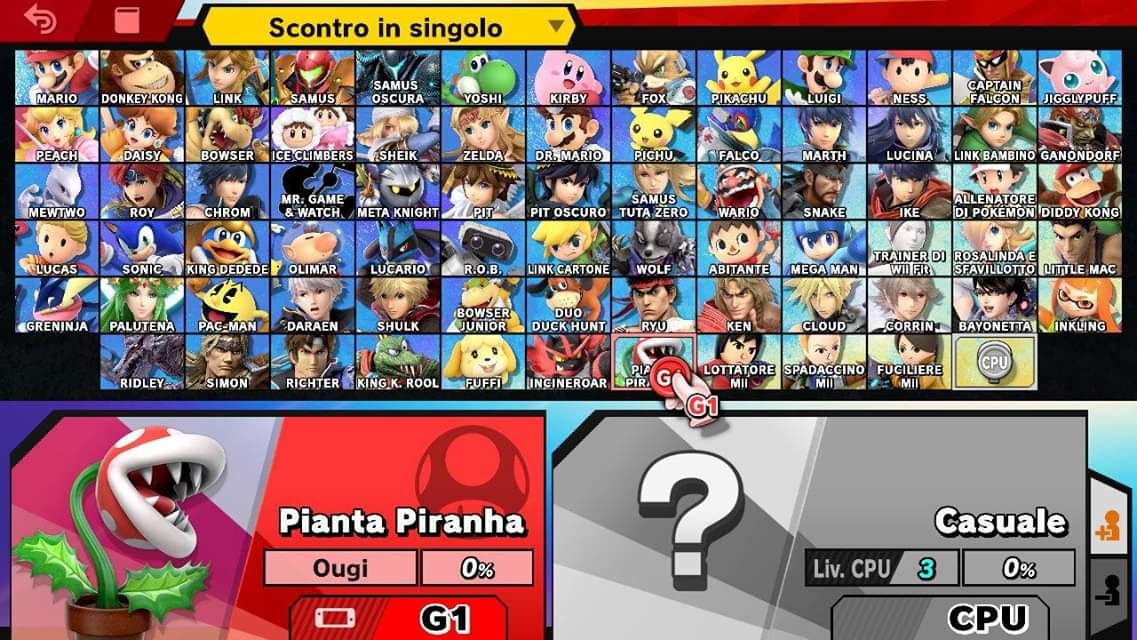 Scontro in singolo
MARIO
DONKEY KONG
LINK
SAMUS
SAMUS
OSCURA
YOSHI
KIRBY
FOX
PIKACHU
LUIGI
NESS
CAPTAIN
FALCON
JIGGLYPUFF
PEACH
DAISY
BOWSER
ICE CLIMBERS
SHEIK
ZELDA
DR. MARIO
PICHU
FALCO
MARTH
LUCINA
LINK BAMBINO
GANONDORF
MEWTWO
ROY
CHROM
MR. GAME
& WATCH
META KNIGHT
PIT
PIT OSCURO
SAMUS
TUTA ZERO
WARIO
SNAKE
IKE
ALLENATORE
DI POKÉMON
DIDDY KONG
LUCAS
SONIC
KING DEDEDE
OLIMAR
LUCARIO
R.O.B.
LINK CARTONE
WOLF
ABITANTE
MEGA MAN
TRAINER DI
Wii Fit
ROSALINDA E
SFAVILLOTTO
LITTLE MAC
GRENINJA
PALUTENA
PAC-MAN
DARAEN
SHULK
BOWSER
JUNIOR
DUO
DUCK HUNT
RYU
KEN
CLOUD
CORRIN
BAYONETTA
INKLING
RIDLEY
SIMON
RICHTER
KING K. ROOL
FUFFI
INCINEROAR
G1
LOTTATORE
Mii
SPADACCINO
Mii
FUCILIERE
Mii
CPU
Pianta Piranha
Ougi
0%
G1
Casuale
Liv. CPU 3
0%
CPU